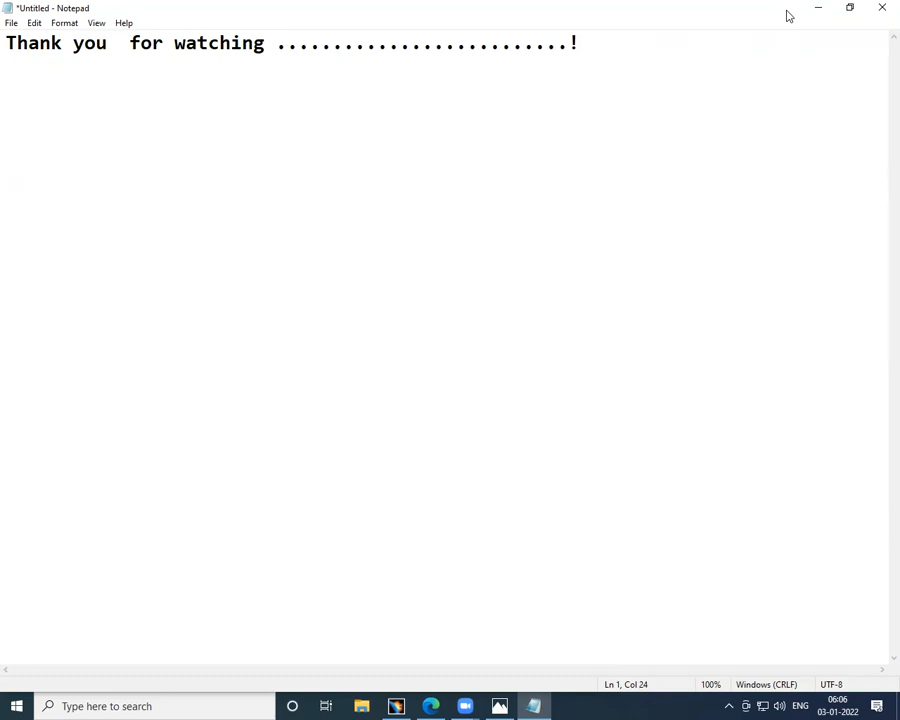 *Untitled - Notepad
File Edit Format View Help
Thank you  for watching ..........................!
Ln 1, Col 24 100% Windows (CRLF) UTF-8
Type here to search
ENG
06:06
03-01-2022